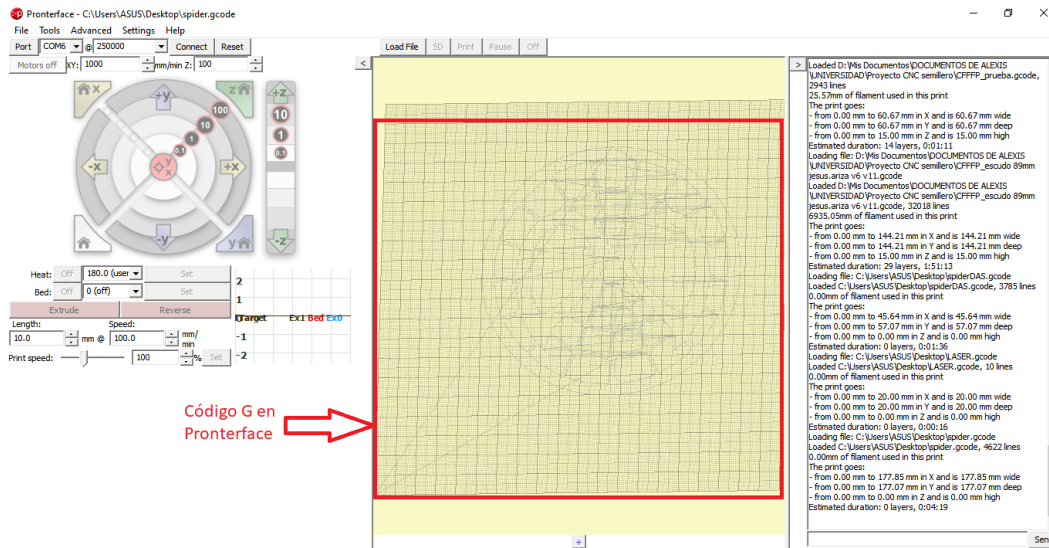 Pronterface - C:\Users\ASUS\Desktop\spider.gcode
File Tools Advanced Settings Help
Port COM6 @ 250000 Connect Reset
Load File SD Print Pause Off
Motors off XY: 1000 mm/min Z: 100
<
>
x
+y
z
+z
100
10
1
0.1
10
1
0.1
-x
y
x
+x
-y
y
-z
Heat: Off 180.0 (user Set
Bed: Off 0 (off) Set
Extrude Reverse
Length: Speed:
10.0 mm @ 100.0 mm/
min
Print speed: 100 % Set
2
1
Target Ex1 Bed Ex0
-1
-2
Código G en
Pronterface
+
Loaded D:\Mis Documentos\DOCUMENTOS DE ALEXIS
\UNIVERSIDAD\Proyecto CNC semillero\CFFFP_prueba.gcode,
2943 lines
25.57mm of filament used in this print
The print goes:
- from 0.00 mm to 60.67 mm in X and is 60.67 mm wide
- from 0.00 mm to 60.67 mm in Y and is 60.67 mm deep
- from 0.00 mm to 15.00 mm in Z and is 15.00 mm high
Estimated duration: 14 layers, 0:01:11
Loading file: D:\Mis Documentos\DOCUMENTOS DE ALEXIS
\UNIVERSIDAD\Proyecto CNC semillero\CFFFP_escudo 89mm
jesus.ariza v6 v11.gcode
Loaded D:\Mis Documentos\DOCUMENTOS DE ALEXIS
\UNIVERSIDAD\Proyecto CNC semillero\CFFFP_escudo 89mm
jesus.ariza v6 v11.gcode, 32018 lines
6935.05mm of filament used in this print
The print goes:
- from 0.00 mm to 144.21 mm in X and is 144.21 mm wide
- from 0.00 mm to 144.21 mm in Y and is 144.21 mm deep
- from 0.00 mm to 15.00 mm in Z and is 15.00 mm high
Estimated duration: 29 layers, 1:51:13
Loading file: C:\Users\ASUS\Desktop\spiderDAS.gcode
Loaded C:\Users\ASUS\Desktop\spiderDAS.gcode, 3785 lines
0.00mm of filament used in this print
The print goes:
- from 0.00 mm to 45.64 mm in X and is 45.64 mm wide
- from 0.00 mm to 57.07 mm in Y and is 57.07 mm deep
- from 0.00 mm to 0.00 mm in Z and is 0.00 mm high
Estimated duration: 0 layers, 0:01:36
Loading file: C:\Users\ASUS\Desktop\LASER.gcode
Loaded C:\Users\ASUS\Desktop\LASER.gcode, 10 lines
0.00mm of filament used in this print
The print goes:
- from 0.00 mm to 20.00 mm in X and is 20.00 mm wide
- from 0.00 mm to 20.00 mm in Y and is 20.00 mm deep
- from 0.00 mm to 0.00 mm in Z and is 0.00 mm high
Estimated duration: 0 layers, 0:00:16
Loading file: C:\Users\ASUS\Desktop\spider.gcode
Loaded C:\Users\ASUS\Desktop\spider.gcode, 4622 lines
0.00mm of filament used in this print
The print goes:
- from 0.00 mm to 177.85 mm in X and is 177.85 mm wide
- from 0.00 mm to 177.07 mm in Y and is 177.07 mm deep
- from 0.00 mm to 0.00 mm in Z and is 0.00 mm high
Estimated duration: 0 layers, 0:04:19
Sen